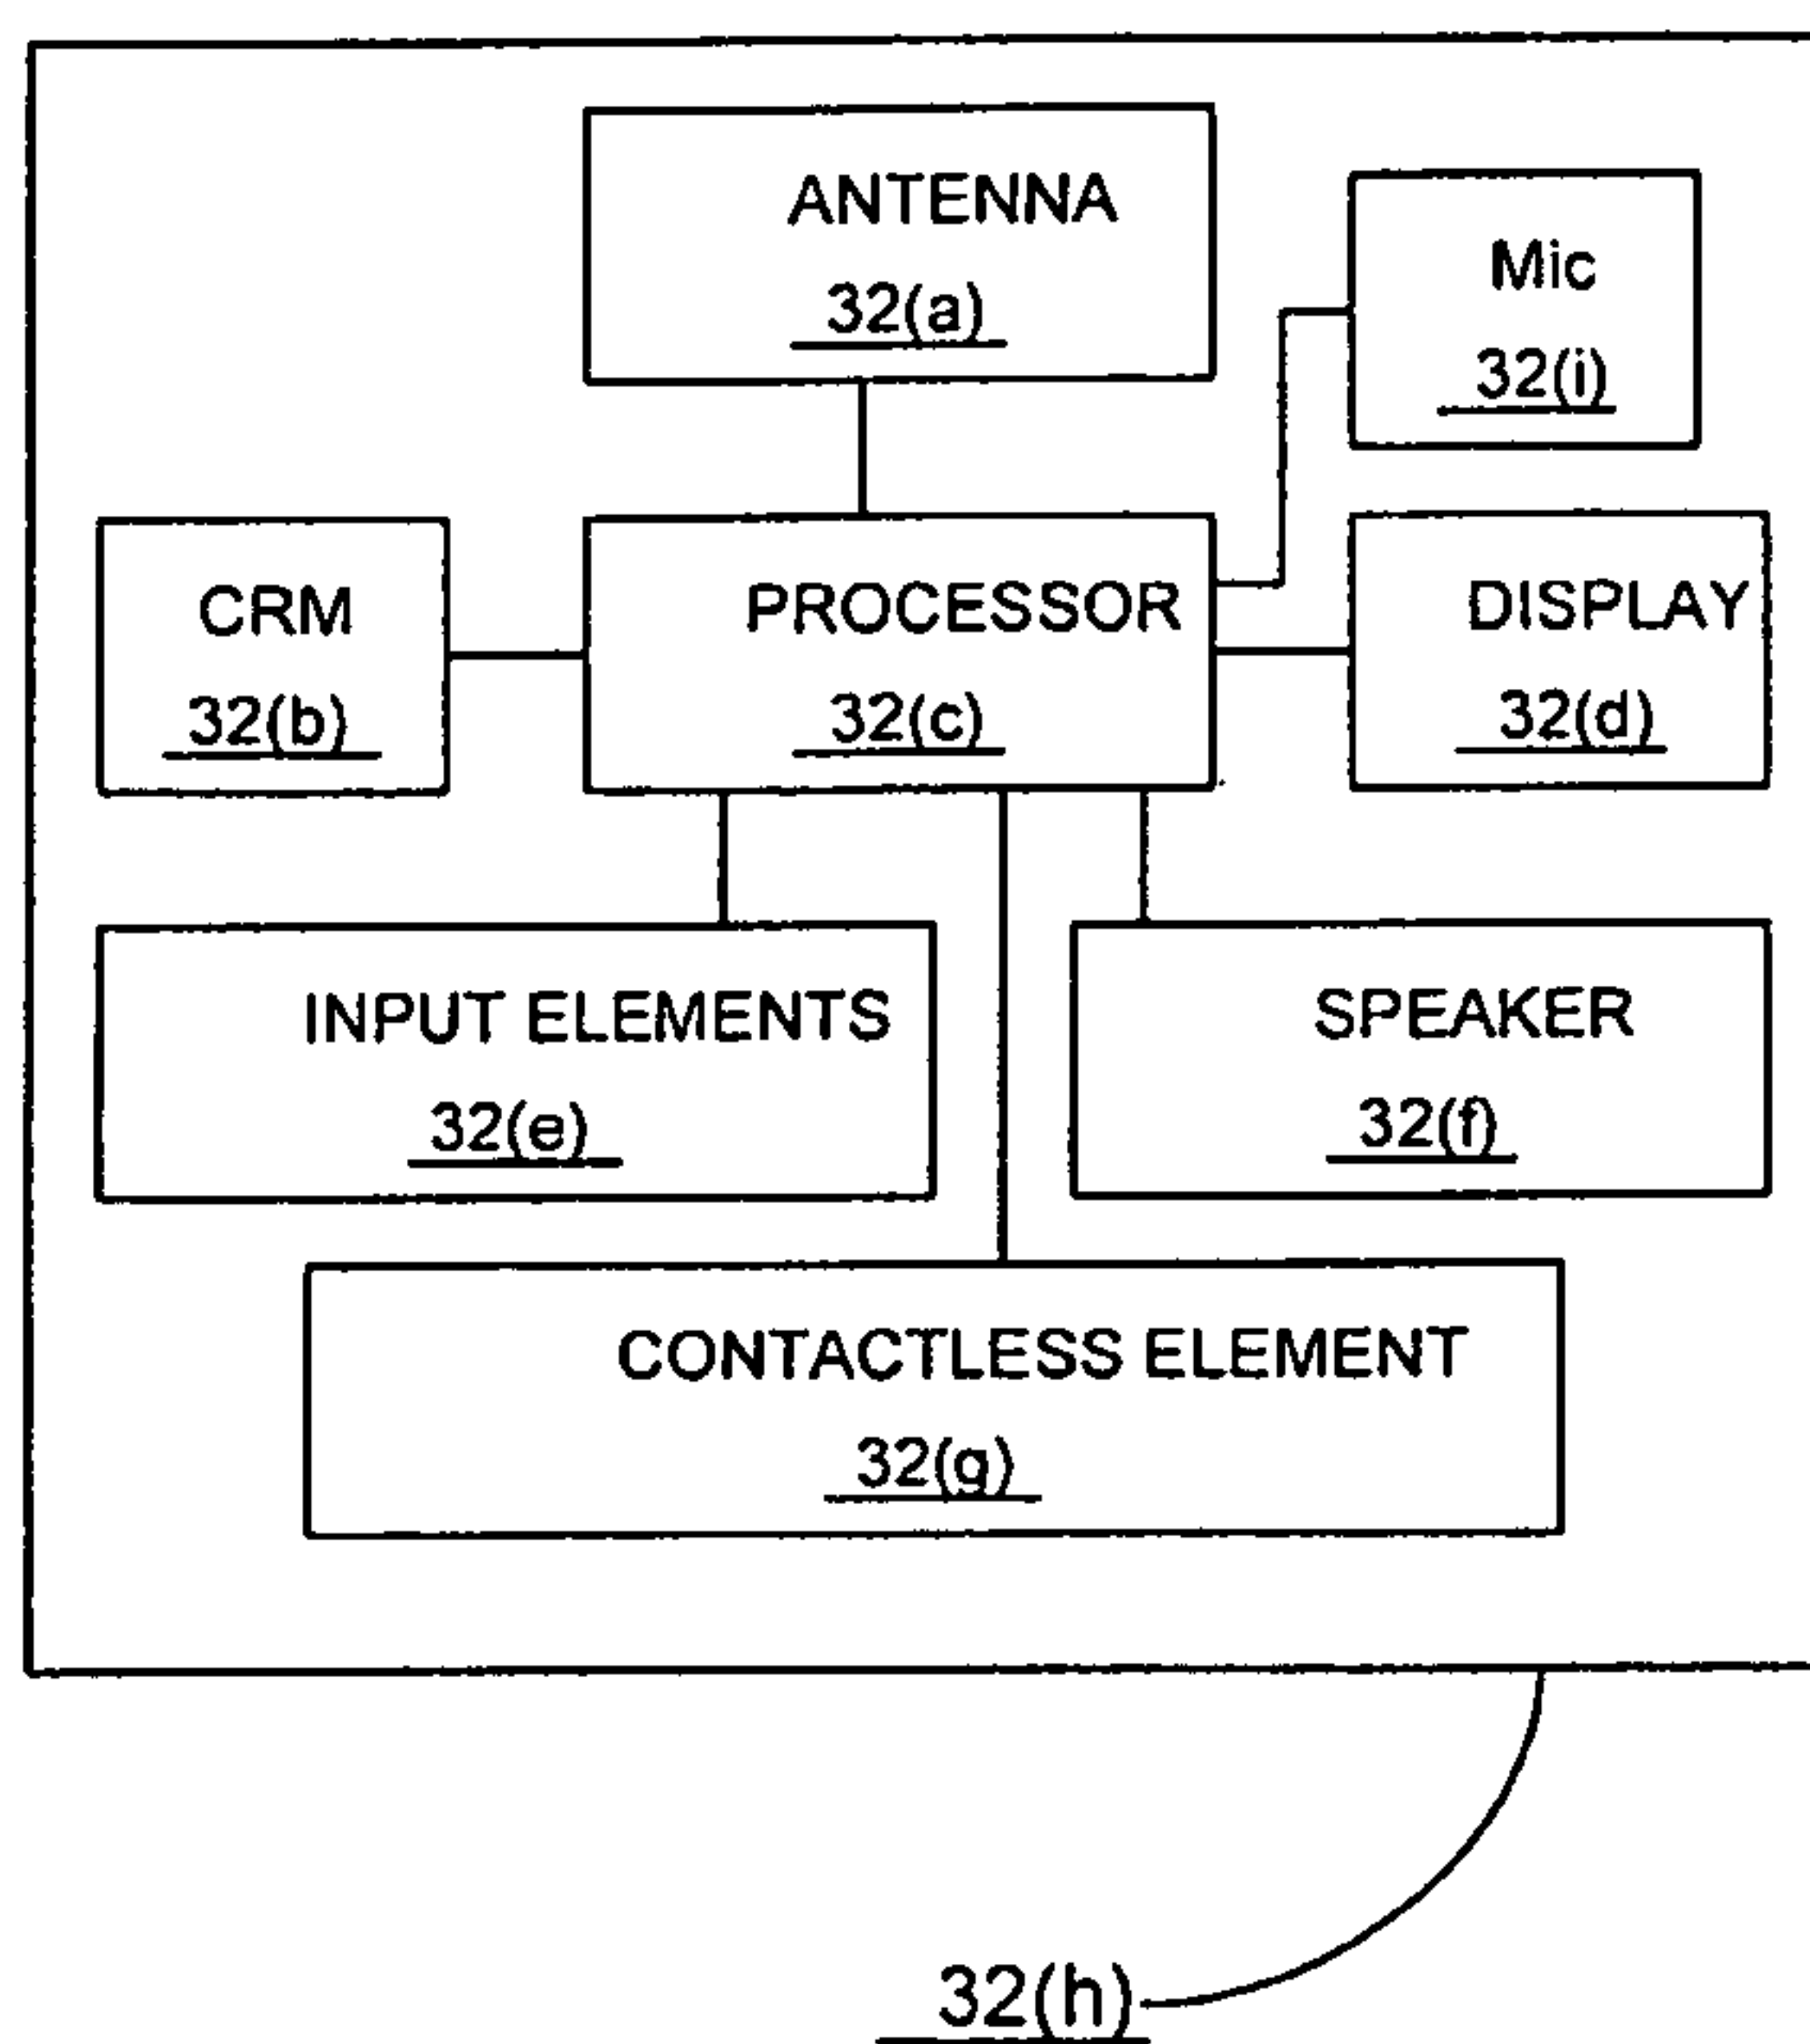 ANTENNA
32(a)
Mic
32(i)
CRM
32(b)
PROCESSOR
32(c)
DISPLAY
32(d)
INPUT ELEMENTS
32(e)
SPEAKER
32(f)
CONTACTLESS ELEMENT
32(g)
32(h)